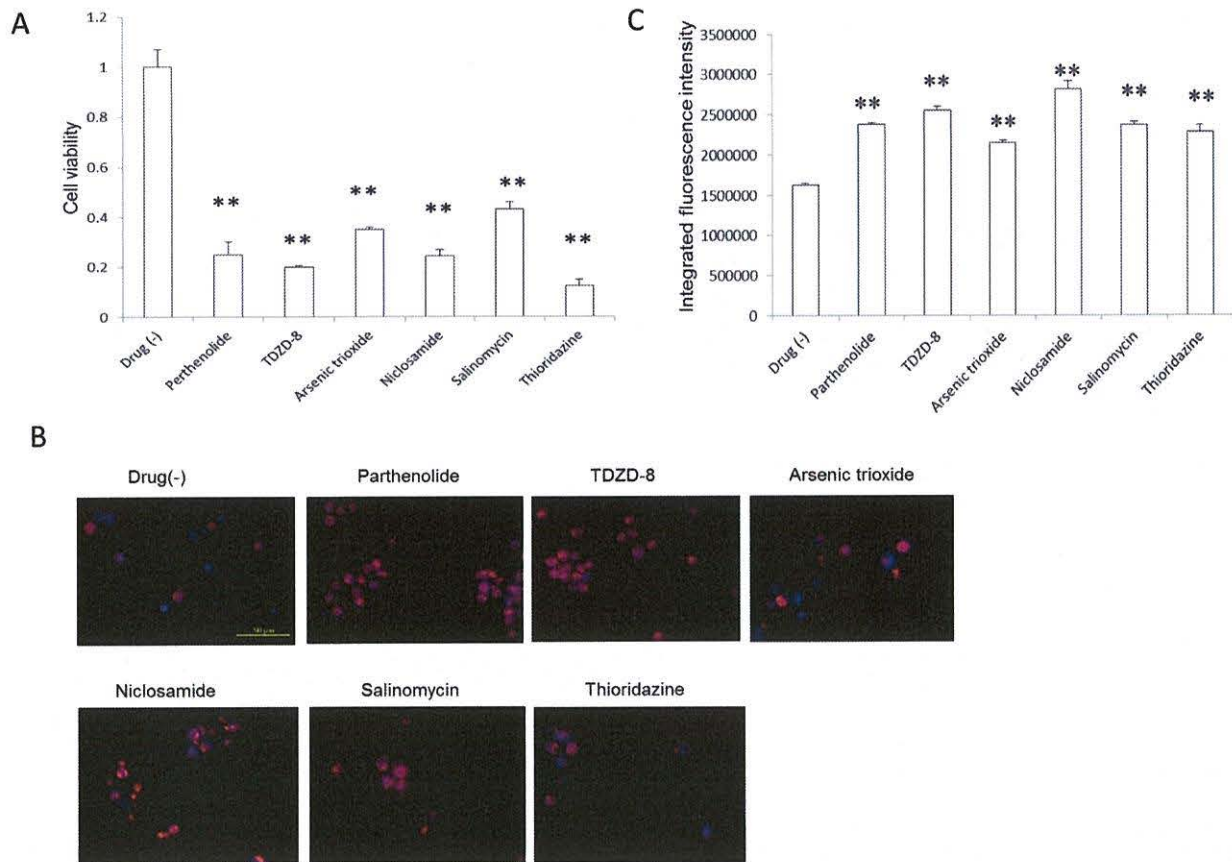 A
Cell viability
1.2
1
0.8
0.6
0.4
0.2
0
**
**
**
**
**
**
Drug (-)
Perthenolide
TDZD-8
Arsenic trioxide
Niclosamide
Salinomycin
Thioridazine
C
Integrated fluorescence intensity
3500000
3000000
2500000
2000000
1500000
1000000
500000
0
**
**
**
**
**
**
Drug (-)
Parthenolide
TDZD-8
Arsenic trioxide
Niclosamide
Salinomycin
Thioridazine
B
Drug(-)
Parthenolide
TDZD-8
Arsenic trioxide
Niclosamide
Salinomycin
Thioridazine